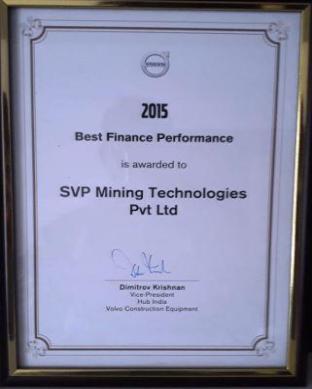 VOLVO
2015
Best Finance Performance
is awarded to
SVP Mining Technologies
Pvt Ltd
Dimitrov Krishnan
Vice-President
Hub India
Volvo Construction Equipment